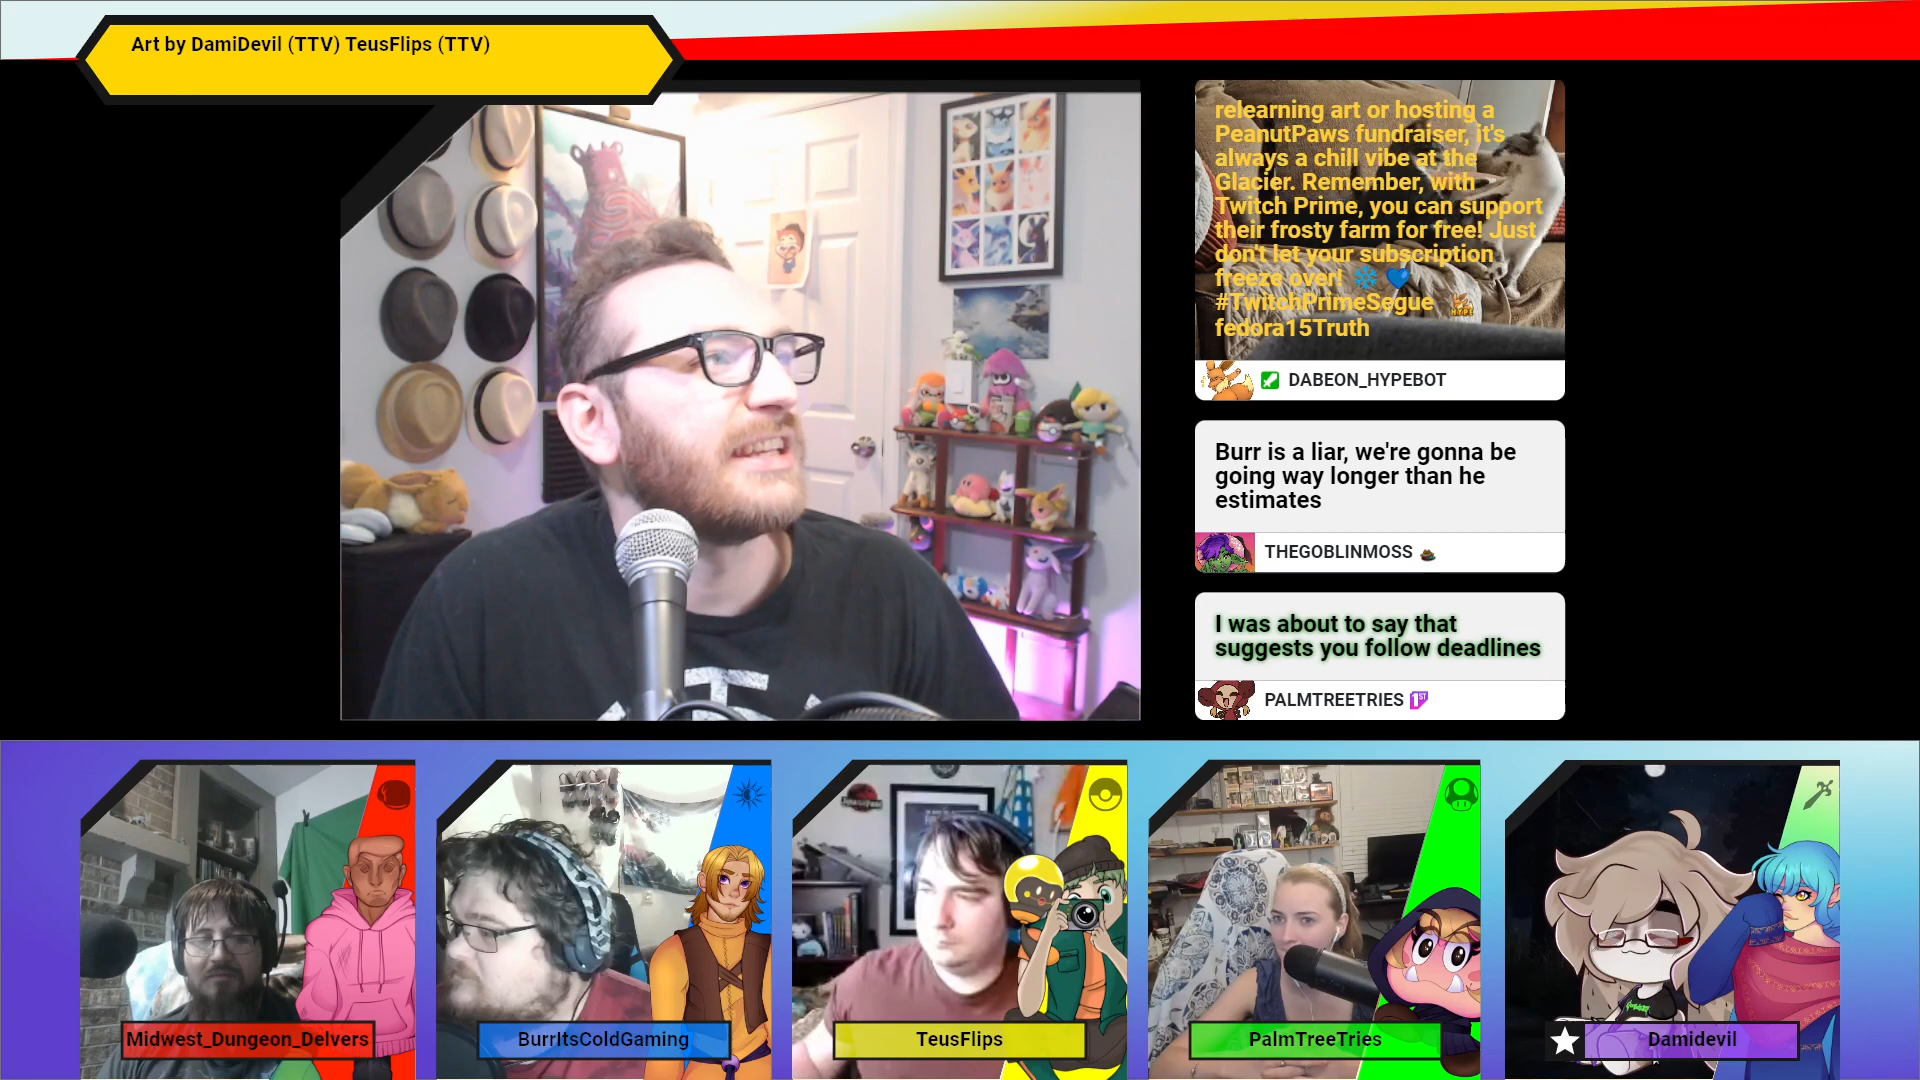 Art by DamiDevil (TTV) TeusFlips (TTV)
relearning art or hosting a
PeanutPaws fundraiser, it's
always a chill vibe at the
Glacier. Remember, with
Twitch Prime, you can support
their frosty farm for free! Just
don't let your subscription
freeze over! ❄️ 💙
#TwitchPrimeSegue HYPE
fedora15Truth
DABEON_HYPEBOT
Burr is a liar, we're gonna be
going way longer than he
estimates
THEGOBLINMOSS
I was about to say that
suggests you follow deadlines
PALMTREETRIES 1ST
Midwest_Dungeon_Delvers
BurrItsColdGaming
TeusFlips
PalmTreeTries
Damidevil